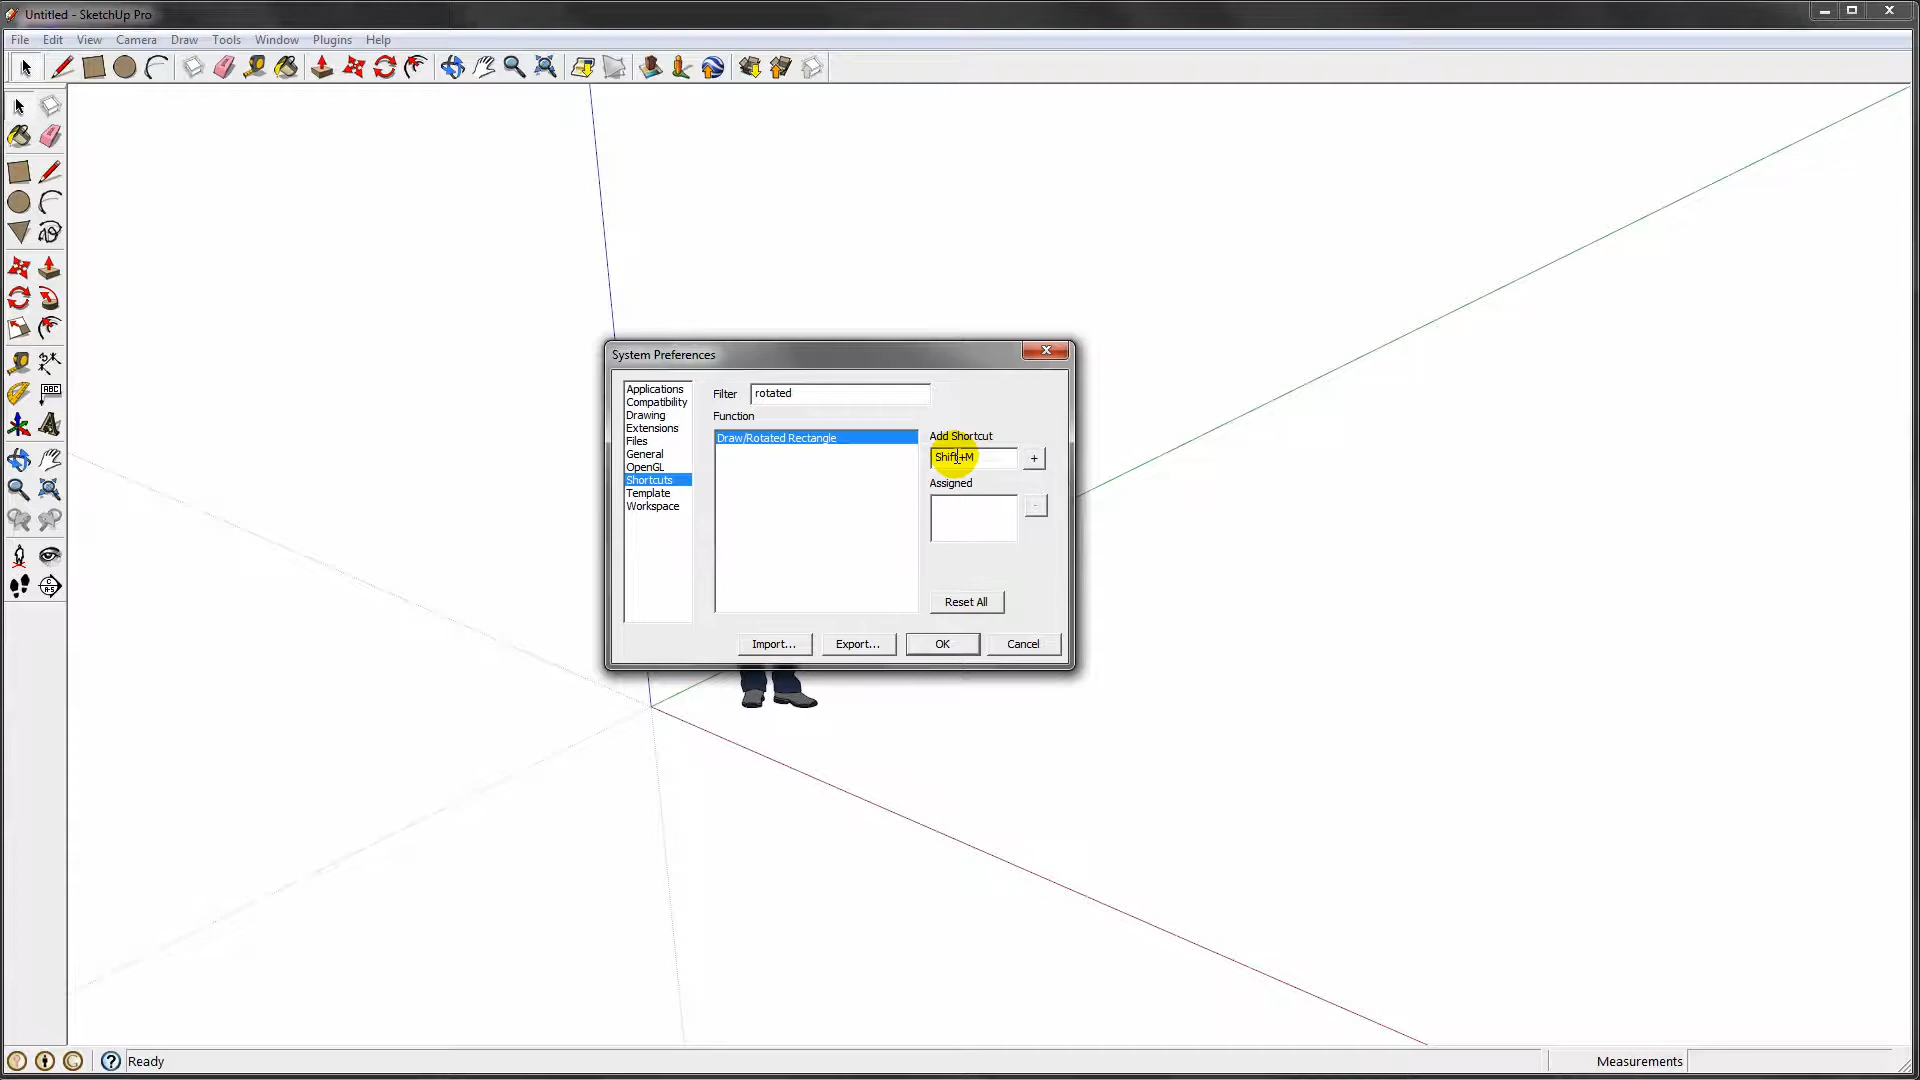 Untitled - SketchUp Pro
File Edit View Camera Draw Tools Window Plugins Help
System Preferences
Applications
Compatibility
Drawing
Extensions
Files
General
OpenGL
Shortcuts
Template
Workspace
Filter rotated
Function
Draw/Rotated Rectangle
Add Shortcut
Shift+M +
Assigned
-
Reset All
Import... Export... OK Cancel
ABC
Ready
Measurements